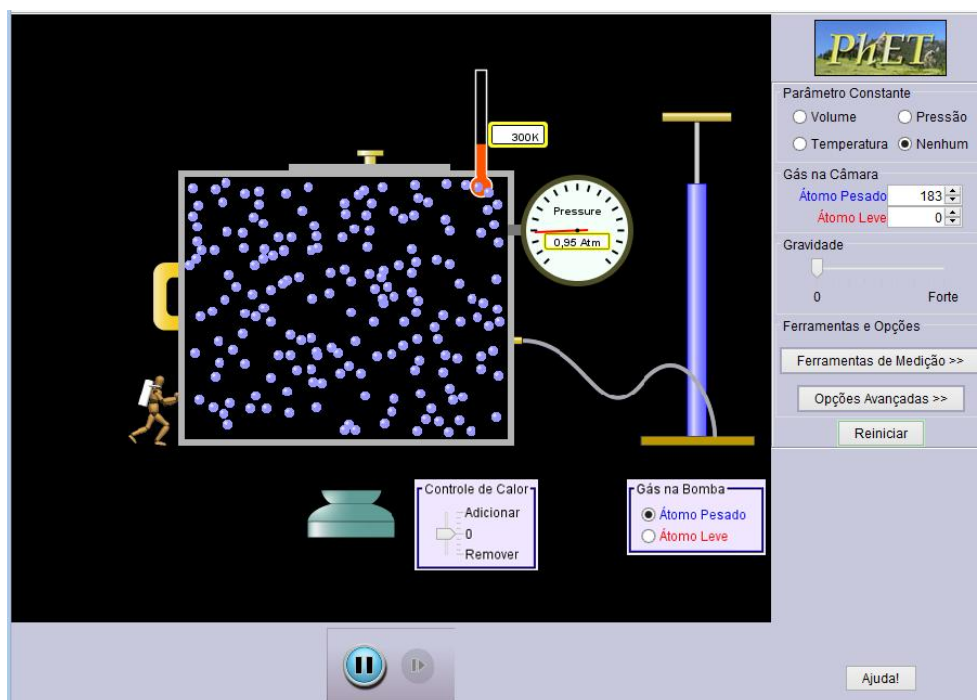 PhET
Parâmetro Constante
Volume
Pressão
Temperatura
Nenhum
Gás na Câmara
Átomo Pesado 183
Átomo Leve 0
Gravidade
0 Forte
Ferramentas e Opções
Ferramentas de Medição >>
Opções Avançadas >>
Reiniciar
300K
Pressure
0,95 Atm
Controle de Calor
Adicionar
0
Remover
Gás na Bomba
Átomo Pesado
Átomo Leve
Ajuda!